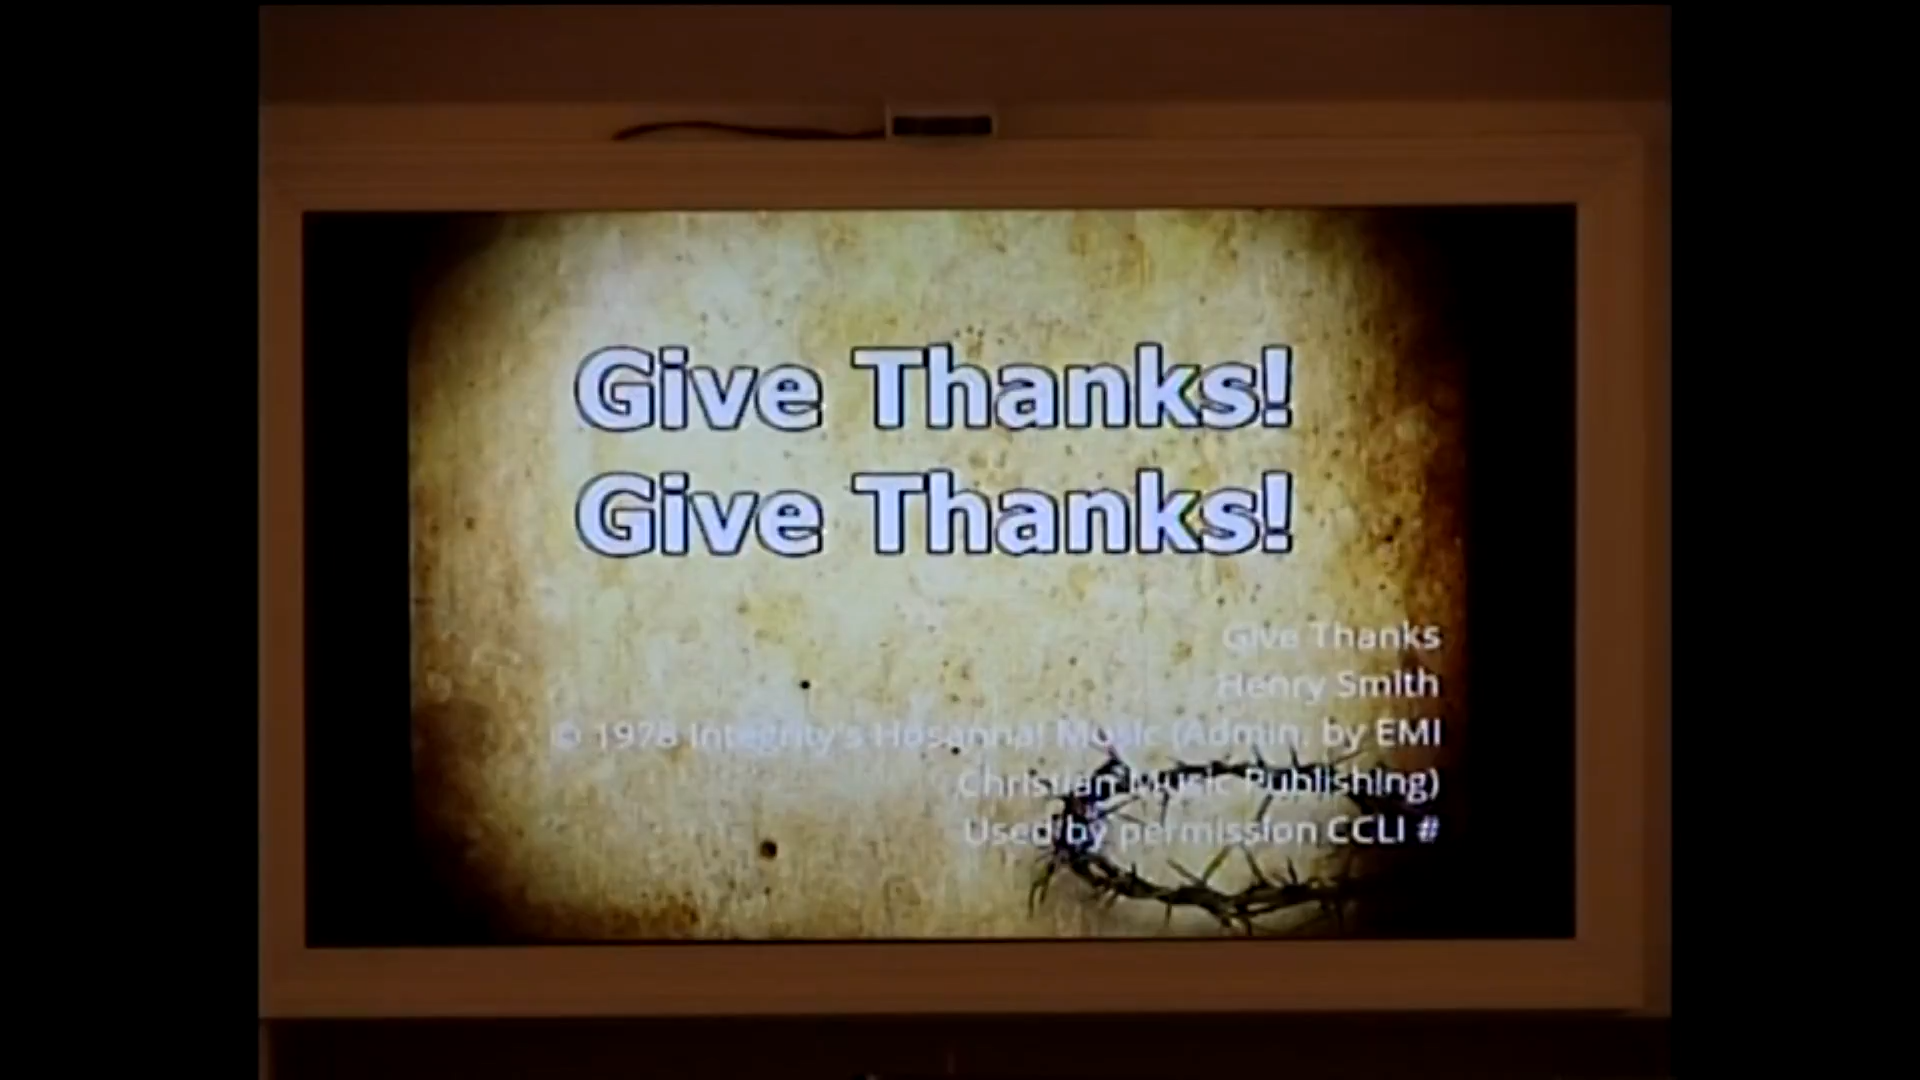 Give Thanks!
Give Thanks!
Give Thanks
Henry Smith
© 1978 Integrity's Hosanna! Music (Admin. by EMI
Christian Music Publishing)
Used by permission CCLI #